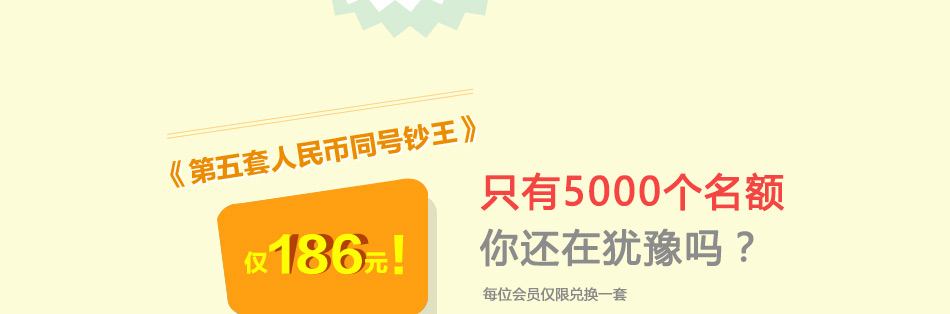 《第五套人民币同号钞王》
仅186元！
只有5000个名额
你还在犹豫吗？
每位会员仅限兑换一套